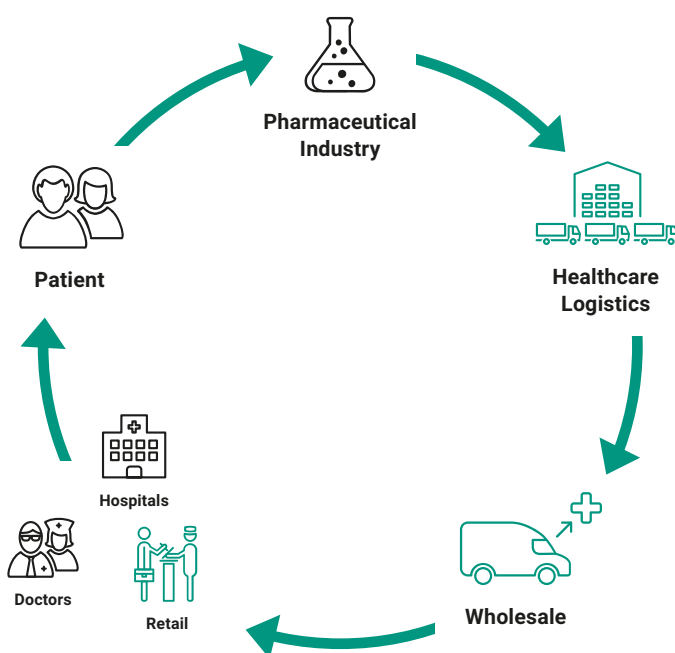 Pharmaceutical
Industry
Patient
Healthcare
Logistics
Hospitals
Doctors
Retail
Wholesale